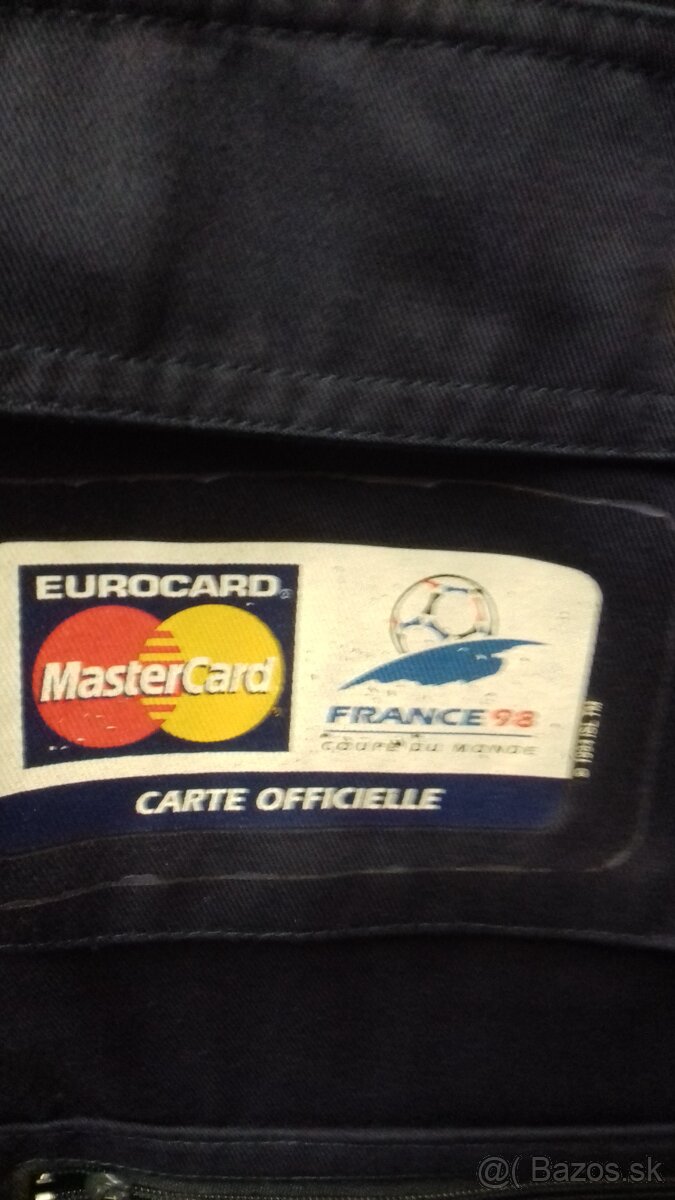 EUROCARD
MasterCard
FRANCE 98
COUPE DU MONDE
CARTE OFFICIELLE
@( Bazos.sk